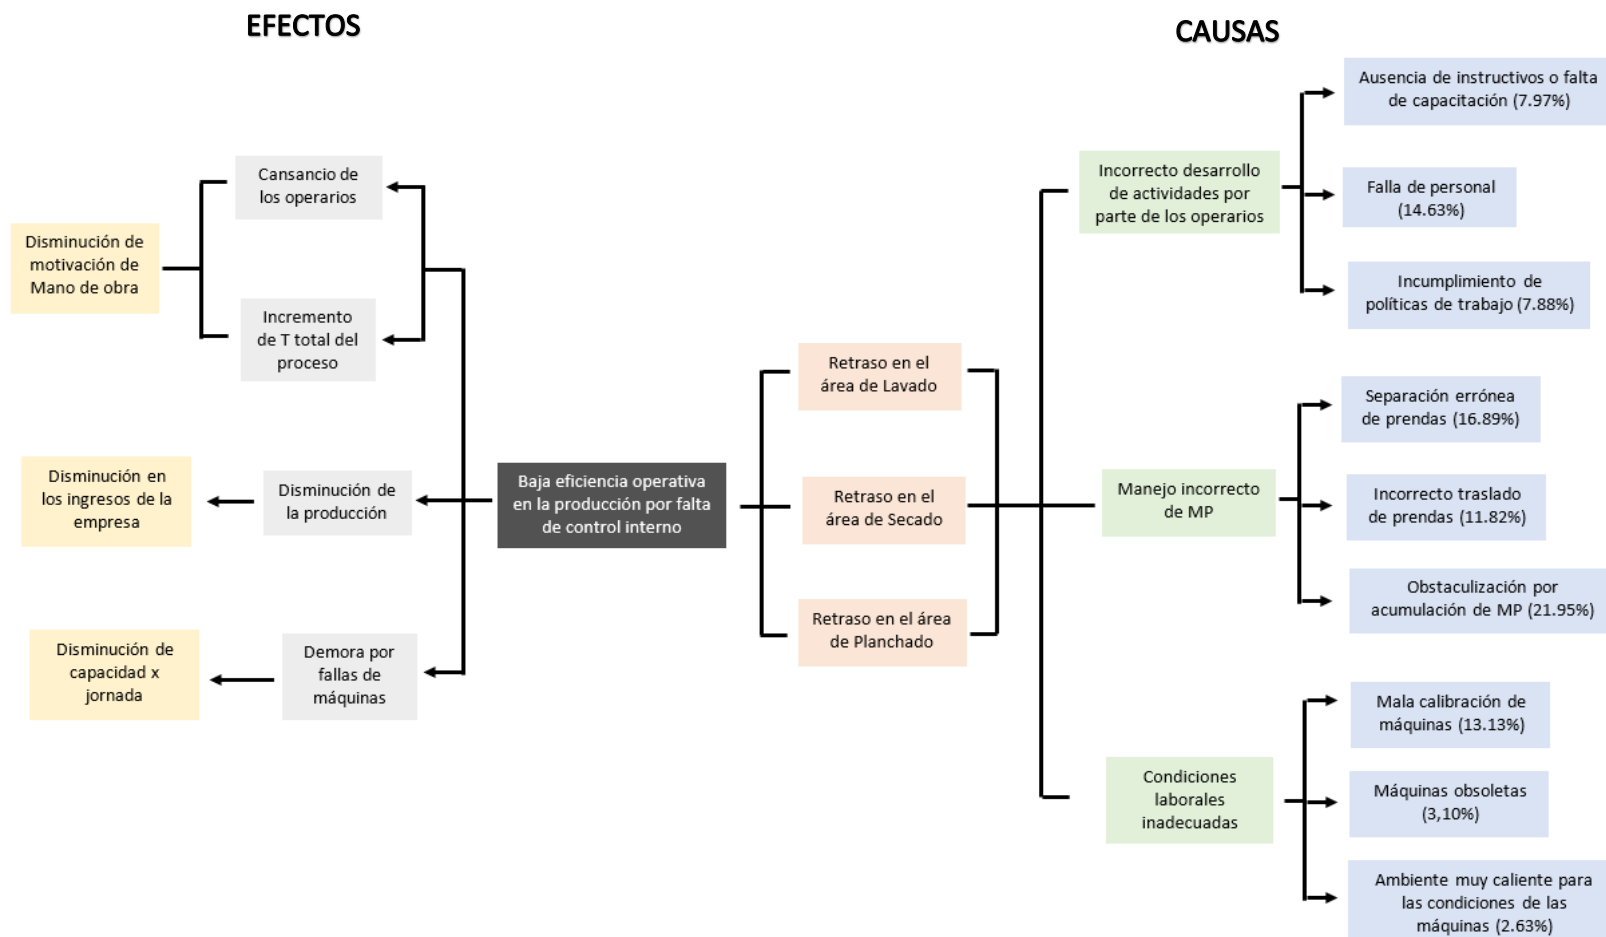 EFECTOS
CAUSAS
Disminución de
motivación de
Mano de obra
Cansancio de
los operarios
Incremento
de T total del
proceso
Disminución en
los ingresos de la
empresa
Disminución de
la producción
Disminución de
capacidad x
jornada
Demora por
fallas de
máquinas
Baja eficiencia operativa
en la producción por falta
de control interno
Retraso en el
área de Lavado
Retraso en el
área de Secado
Retraso en el área
de Planchado
Incorrecto desarrollo
de actividades por
parte de los operarios
Ausencia de instructivos o falta
de capacitación (7.97%)
Falla de personal
(14.63%)
Incumplimiento de
políticas de trabajo (7.88%)
Manejo incorrecto
de MP
Separación errónea
de prendas (16.89%)
Incorrecto traslado
de prendas (11.82%)
Obstaculización por
acumulación de MP (21.95%)
Condiciones
laborales
inadecuadas
Mala calibración de
máquinas (13.13%)
Máquinas obsoletas
(3,10%)
Ambiente muy caliente para
las condiciones de las
máquinas (2.63%)